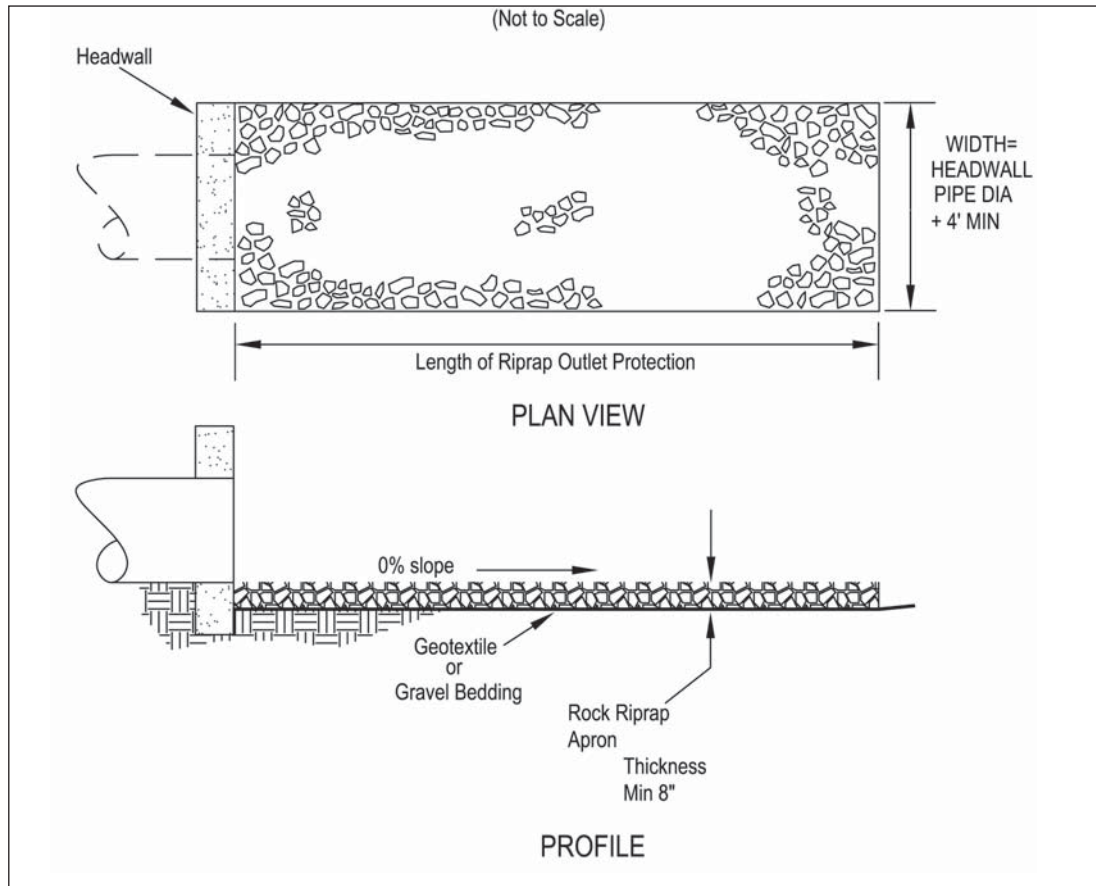 (Not to Scale)
Headwall
WIDTH=
HEADWALL
PIPE DIA
+ 4' MIN
Length of Riprap Outlet Protection
PLAN VIEW
0% slope
Geotextile
or
Gravel Bedding
Rock Riprap
Apron
Thickness
Min 8"
PROFILE